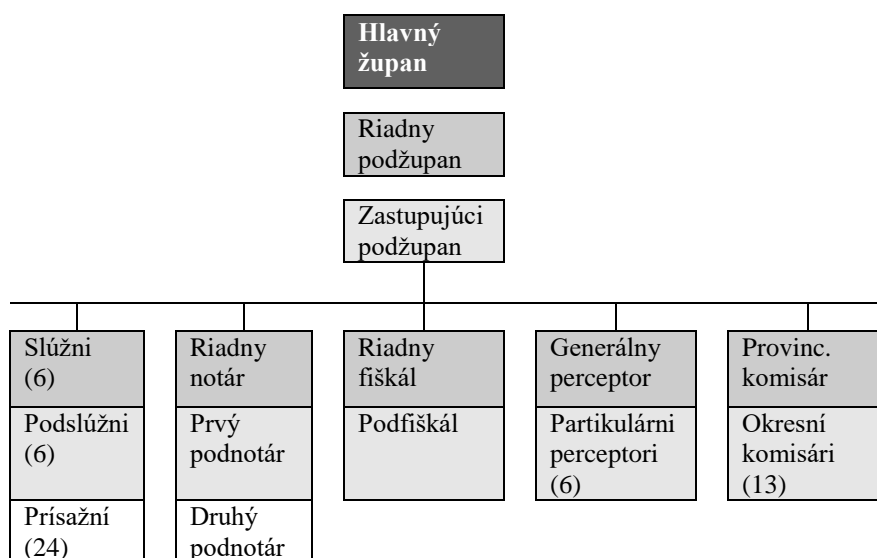 Hlavný
župan
Riadny
podžupan
Zastupujúci
podžupan
Slúžni
(6)
Podslúžni
(6)
Prísažní
(24)
Riadny
notár
Prvý
podnotár
Druhý
podnotár
Riadny
fiškál
Podfiškál
Generálny
perceptor
Partikulárni
perceptori
(6)
Provinc.
komisár
Okresní
komisári
(13)